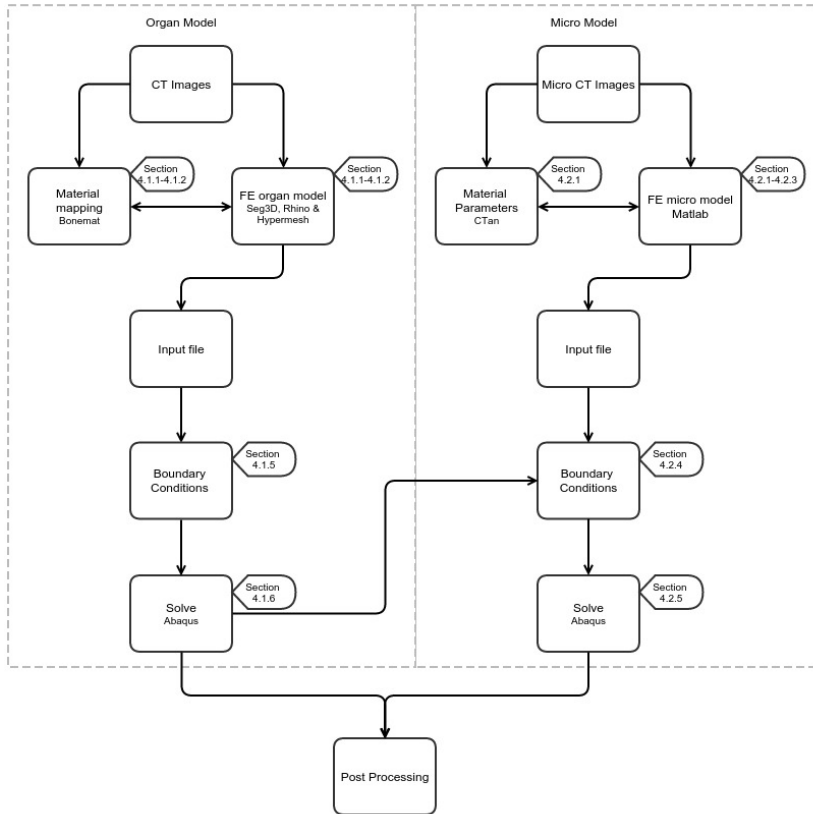 Organ Model
Micro Model
CT Images
Micro CT Images
Section
4.1.1-4.1.2
Section
4.1.1-4.1.2
Section
4.2.1
Section
4.2.1-4.2.3
Material
mapping
Bonemat
FE organ model
Seg3D, Rhino &
Hypermesh
Material
Parameters
CTan
FE micro model
Matlab
Input file
Input file
Section
4.1.5
Boundary
Conditions
Section
4.2.4
Boundary
Conditions
Section
4.1.6
Solve
Abaqus
Section
4.2.5
Solve
Abaqus
Post Processing